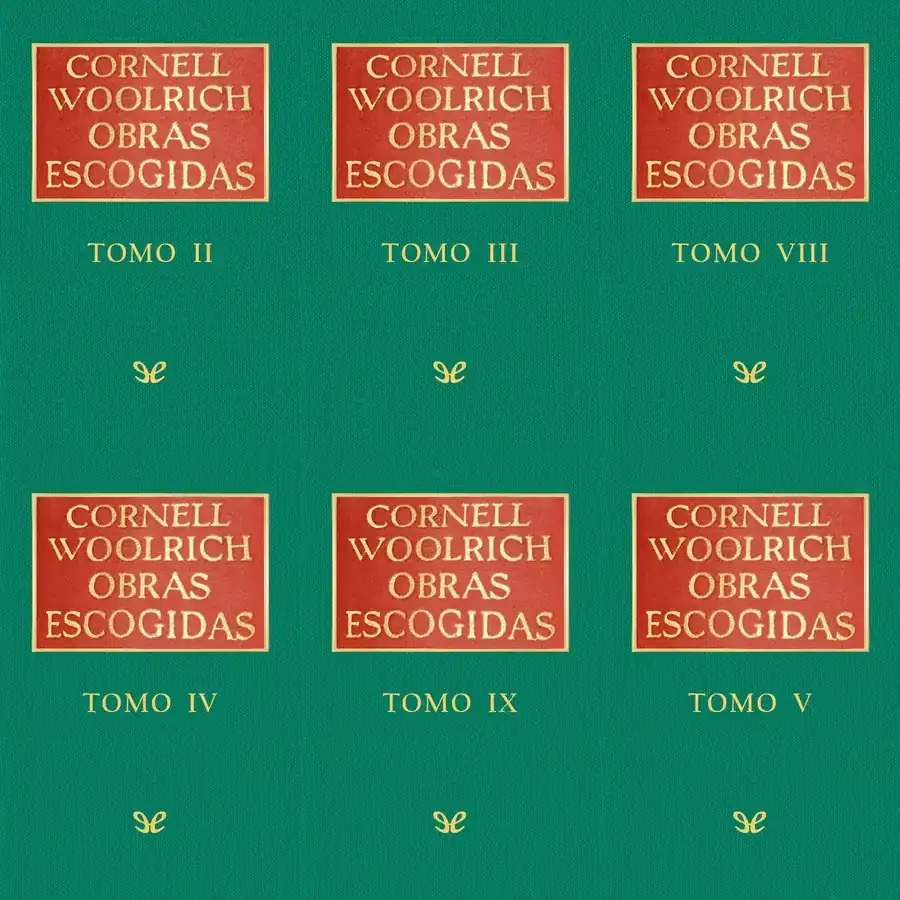 CORNELL
WOOLRICH
OBRAS
ESCOGIDAS
TOMO II
CORNELL
WOOLRICH
OBRAS
ESCOGIDAS
TOMO III
CORNELL
WOOLRICH
OBRAS
ESCOGIDAS
TOMO VIII
CORNELL
WOOLRICH
OBRAS
ESCOGIDAS
TOMO IV
CORNELL
WOOLRICH
OBRAS
ESCOGIDAS
TOMO IX
CORNELL
WOOLRICH
OBRAS
ESCOGIDAS
TOMO V